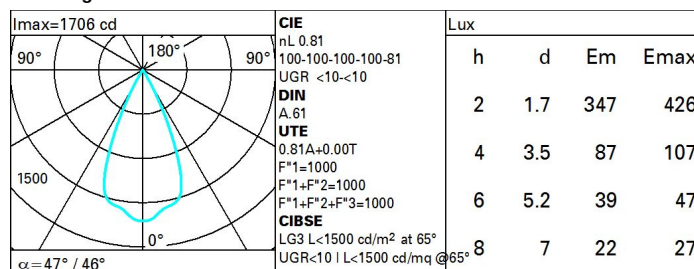 Imax=1706 cd
90°
180°
90°
1500
0°
α=47° / 46°
CIE
nL 0.81
100-100-100-100-81
UGR <10-<10
DIN
A.61
UTE
0.81A+0.00T
F"1=1000
F"1+F"2=1000
F"1+F"2+F"3=1000
CIBSE
LG3 L<1500 cd/m² at 65°
UGR<10 | L<1500 cd/mq @65°
Lux
h d Em Emax
2 1.7 347 426
4 3.5 87 107
6 5.2 39 47
8 7 22 27